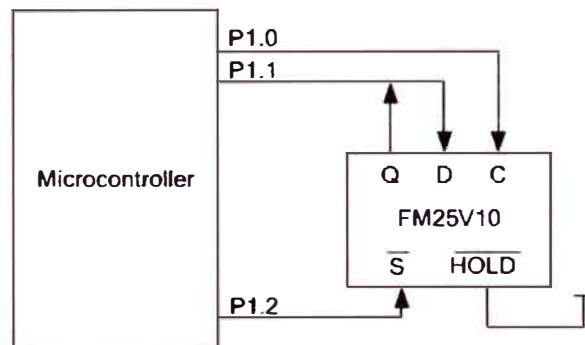 P1.0
P1.1
Microcontroller
Q D C
FM25V10
S HOLD
P1.2